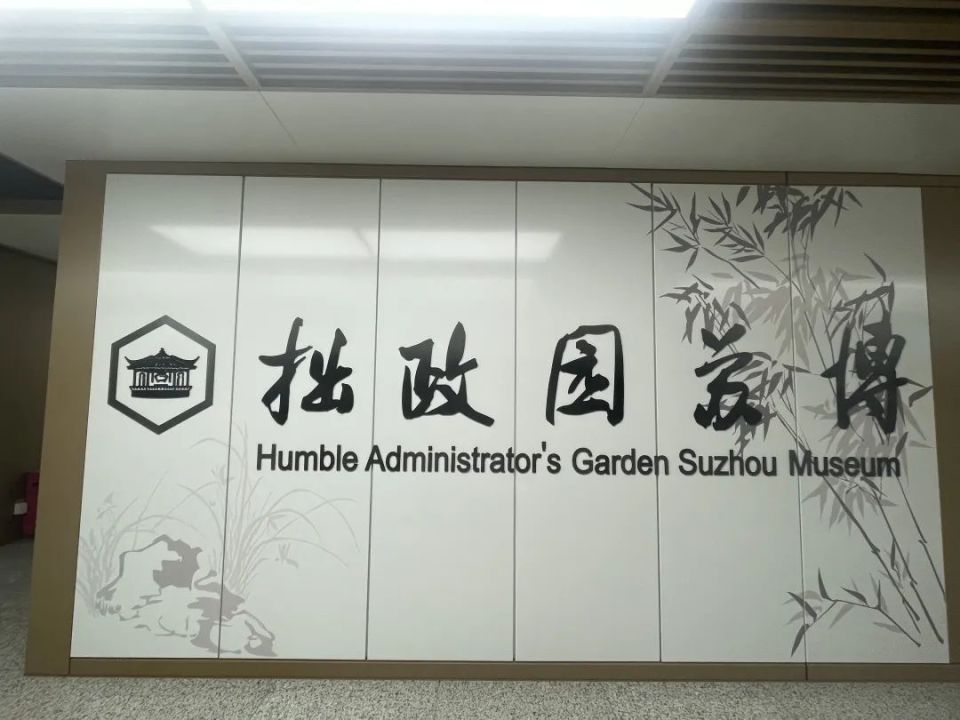 拙政园苏博
Humble Administrator's Garden Suzhou Museum